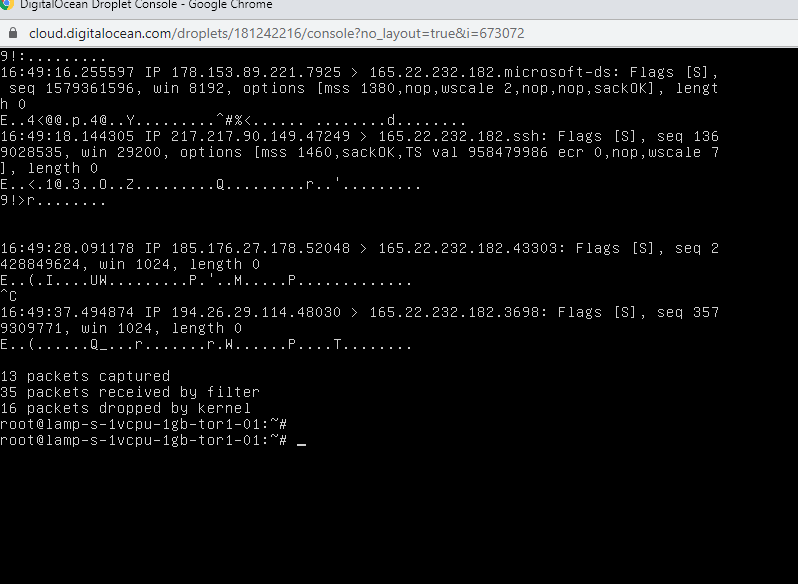 DigitalOcean Droplet Console - Google Chrome
cloud.digitalocean.com/droplets/181242216/console?no_layout=true&i=673072
9!:.........
16:49:16.255597 IP 178.153.89.221.7925 > 165.22.232.182.microsoft-ds: Flags [S],
 seq 1579361596, win 8192, options [mss 1380,nop,wscale 2,nop,nop,sackOK], lengt
h 0
E..4<@@.p.4@..Y.........^#%<...... ........d........
16:49:18.144305 IP 217.217.90.149.47249 > 165.22.232.182.ssh: Flags [S], seq 136
9028535, win 29200, options [mss 1460,sackOK,TS val 958479986 ecr 0,nop,wscale 7
], length 0
E..<.1@.3..O..Z.........Q.........r..'.........
9!>r........
16:49:28.091178 IP 185.176.27.178.52048 > 165.22.232.182.43303: Flags [S], seq 2
428849624, win 1024, length 0
E..(.I....UW.........P.'..M.....P.............
^C
16:49:37.494874 IP 194.26.29.114.48030 > 165.22.232.182.3698: Flags [S], seq 357
9309771, win 1024, length 0
E..(......Q_...r.......r.W......P....T........
13 packets captured
35 packets received by filter
16 packets dropped by kernel
root@lamp-s-1vcpu-1gb-tor1-01:~#
root@lamp-s-1vcpu-1gb-tor1-01:~# _